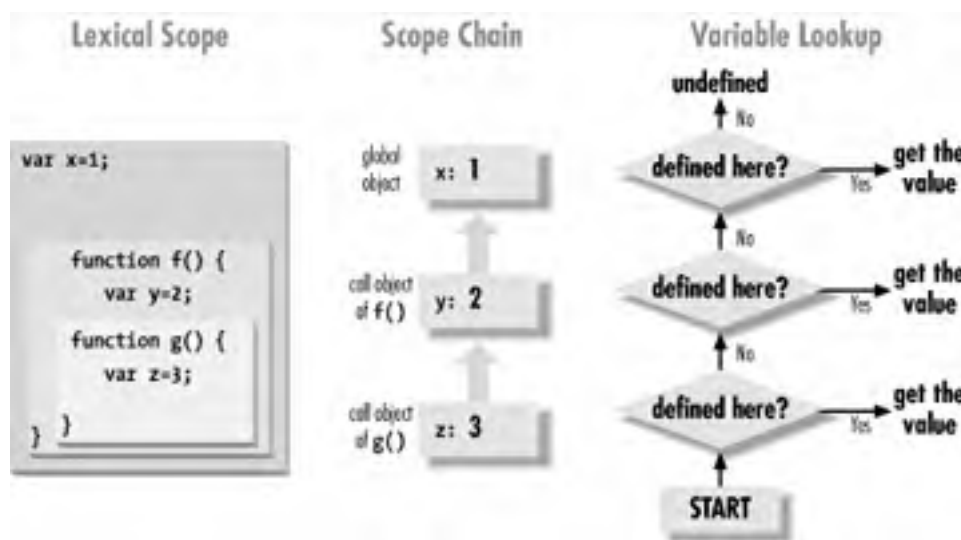 Lexical Scope
Scope Chain
Variable Lookup
var x=1;
function f() {
var y=2;
function g() {
var z=3;
}
}
global
object
x: 1
call object
of f()
y: 2
call object
of g()
z: 3
undefined
No
defined here?
Yes
get the
value
No
defined here?
Yes
get the
value
No
defined here?
Yes
get the
value
START